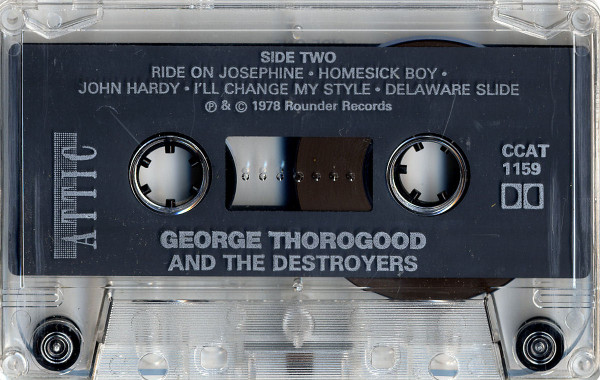 SIDE TWO
RIDE ON JOSEPHINE • HOMESICK BOY •
JOHN HARDY • I'LL CHANGE MY STYLE • DELAWARE SLIDE
℗ & © 1978 Rounder Records
ATTIC
CCAT
1159
GEORGE THOROGOOD
AND THE DESTROYERS